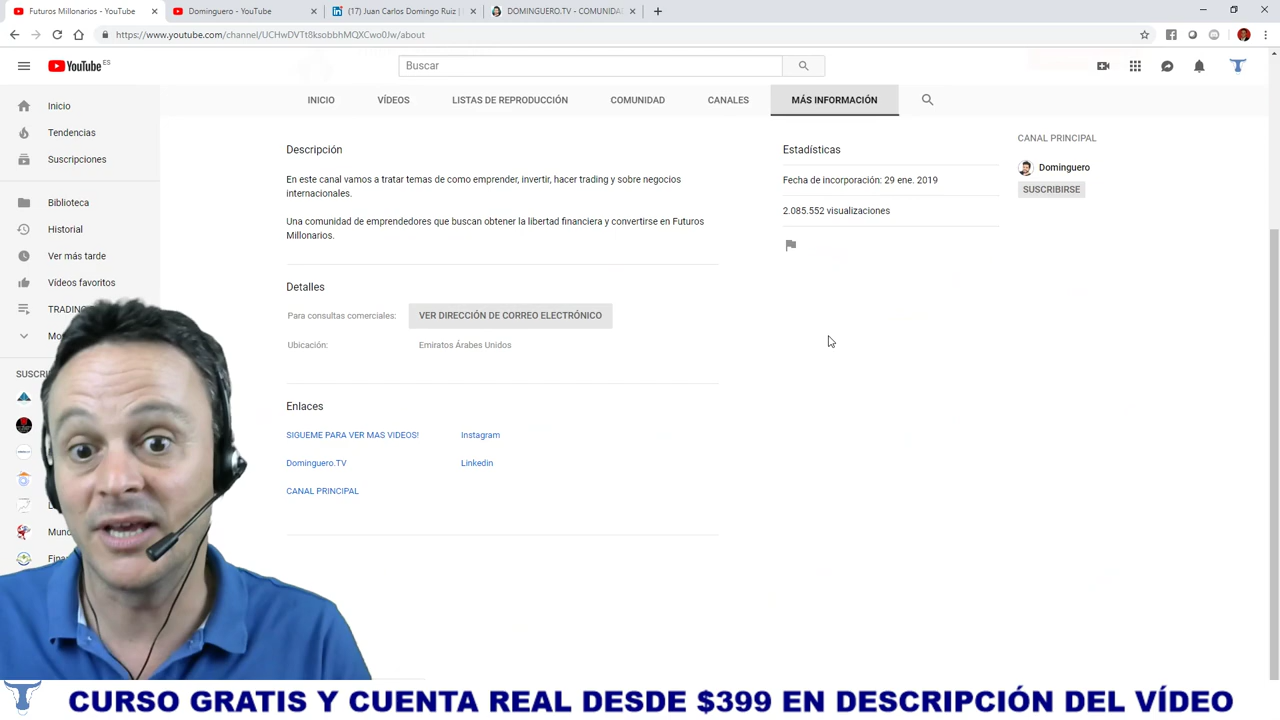 Futuros Millonarios - YouTube
Dominguero - YouTube
(17) Juan Carlos Domingo Ruiz |
DOMINGUERO.TV - COMUNIDA
https://www.youtube.com/channel/UCHwDVTt8ksobbhMQXCwo0Jw/about
YouTube ES
Buscar
INICIO VÍDEOS LISTAS DE REPRODUCCIÓN COMUNIDAD CANALES MÁS INFORMACIÓN
Inicio
Tendencias
Suscripciones
Biblioteca
Historial
Ver más tarde
Vídeos favoritos
TRADING
Mo
SUSC
Mun
Fina
Descripción
En este canal vamos a tratar temas de como emprender, invertir, hacer trading y sobre negocios
internacionales.
Una comunidad de emprendedores que buscan obtener la libertad financiera y convertirse en Futuros
Millonarios.
Detalles
Para consultas comerciales: VER DIRECCIÓN DE CORREO ELECTRÓNICO
Ubicación: Emiratos Árabes Unidos
Enlaces
SIGUEME PARA VER MAS VIDEOS! Instagram
Dominguero.TV Linkedin
CANAL PRINCIPAL
Estadísticas
Fecha de incorporación: 29 ene. 2019
2.085.552 visualizaciones
CANAL PRINCIPAL
Dominguero
SUSCRIBIRSE
CURSO GRATIS Y CUENTA REAL DESDE $399 EN DESCRIPCIÓN DEL VÍDEO